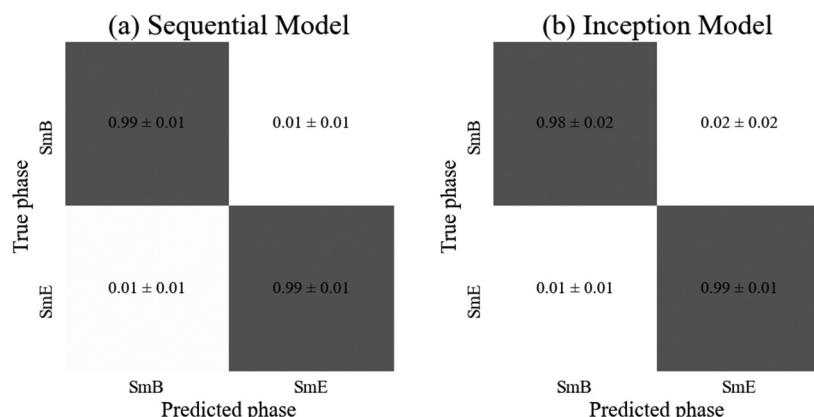 (a) Sequential Model
SmB
0.99 ± 0.01
0.01 ± 0.01
True phase
SmE
0.01 ± 0.01
0.99 ± 0.01
SmB
SmE
Predicted phase
(b) Inception Model
SmB
0.98 ± 0.02
0.02 ± 0.02
True phase
SmE
0.01 ± 0.01
0.99 ± 0.01
SmB
SmE
Predicted phase